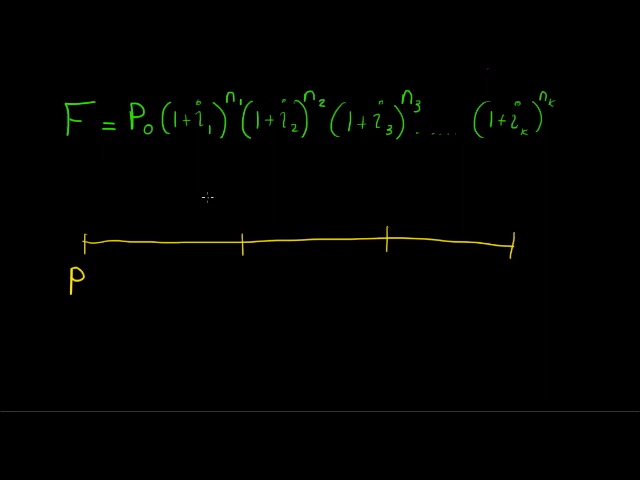 F = P₀ (1+i₁)ⁿ¹ (1+i₂)ⁿ² (1+i₃)ⁿ³ ...... (1+iₖ)ⁿᵏ
P